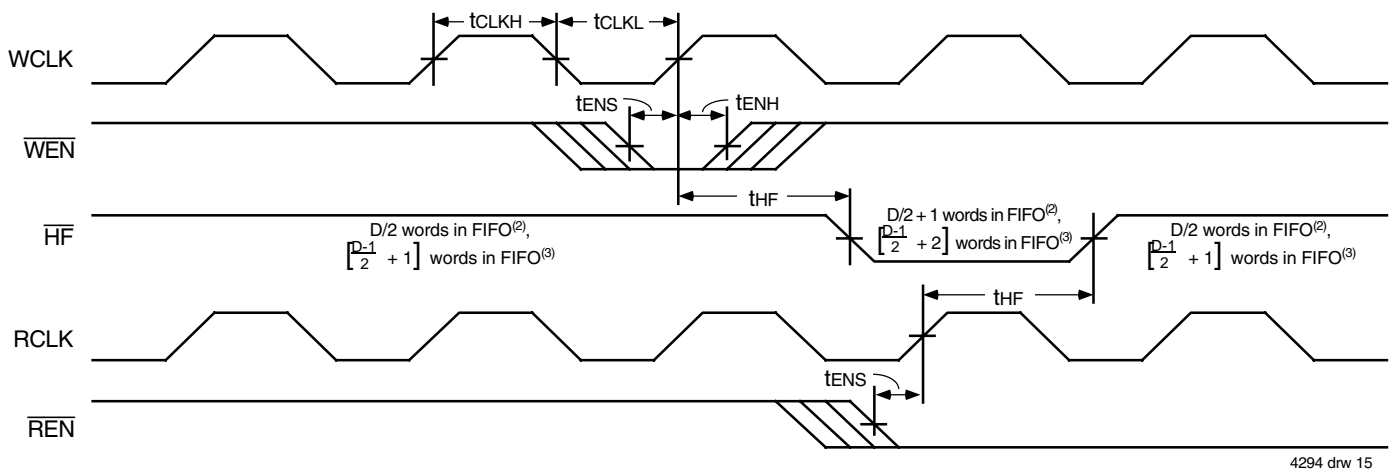 tCLKH tCLKL
WCLK
tENS tENH
WEN
tHF
HF
D/2 words in FIFO(2),
[D-1/2 + 1] words in FIFO(3)
D/2 + 1 words in FIFO(2),
[D-1/2 + 2] words in FIFO(3)
D/2 words in FIFO(2),
[D-1/2 + 1] words in FIFO(3)
tHF
RCLK
tENS
REN
4294 drw 15